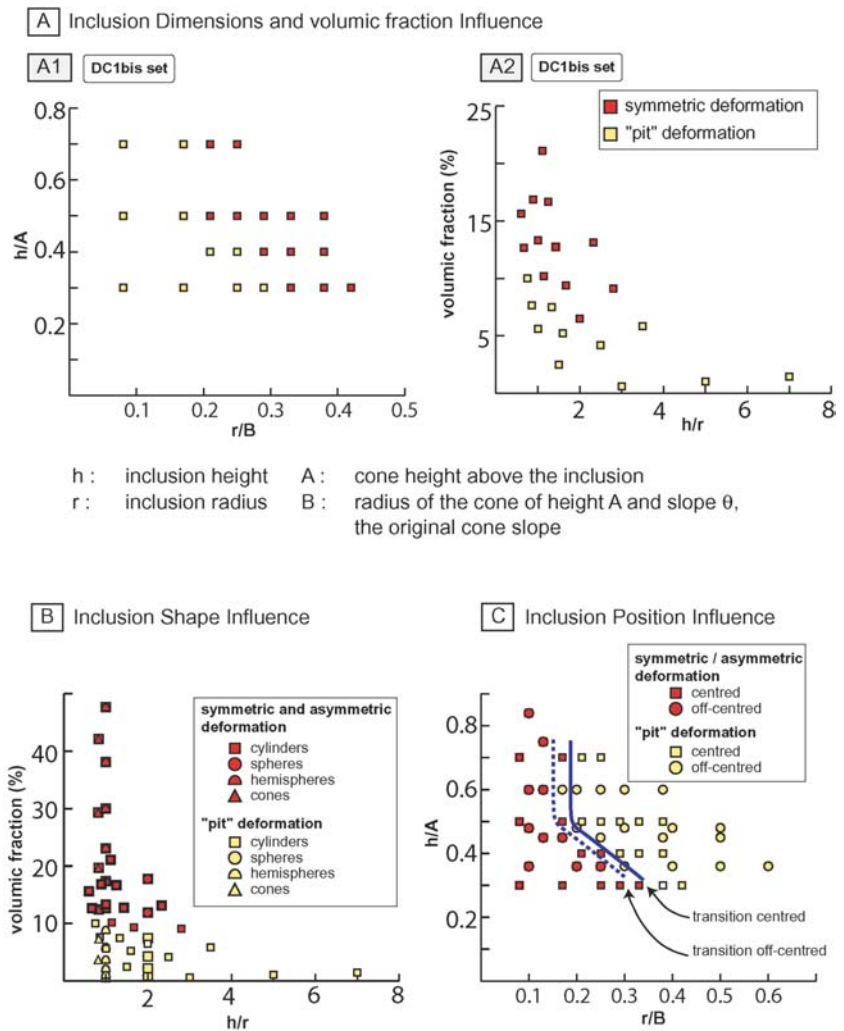 A Inclusion Dimensions and volumic fraction Influence
A1 DC1bis set
0.8
0.6
0.4
0.2
h/A
0.1 0.2 0.3 0.4 0.5
r/B
A2 DC1bis set
symmetric deformation
"pit" deformation
25
15
5
volumic fraction (%)
2 4 6 8
h/r
h : inclusion height A : cone height above the inclusion
r : inclusion radius B : radius of the cone of height A and slope θ,
the original cone slope
B Inclusion Shape Influence
symmetric and asymmetric
deformation
cylinders
spheres
hemispheres
cones
"pit" deformation
cylinders
spheres
hemispheres
cones
40
30
20
10
volumic fraction (%)
2 4 6 8
h/r
C Inclusion Position Influence
symmetric / asymmetric
deformation
centred
off-centred
"pit" deformation
centred
off-centred
0.8
0.6
0.4
0.2
h/A
transition centred
transition off-centred
0.1 0.2 0.3 0.4 0.5 0.6
r/B